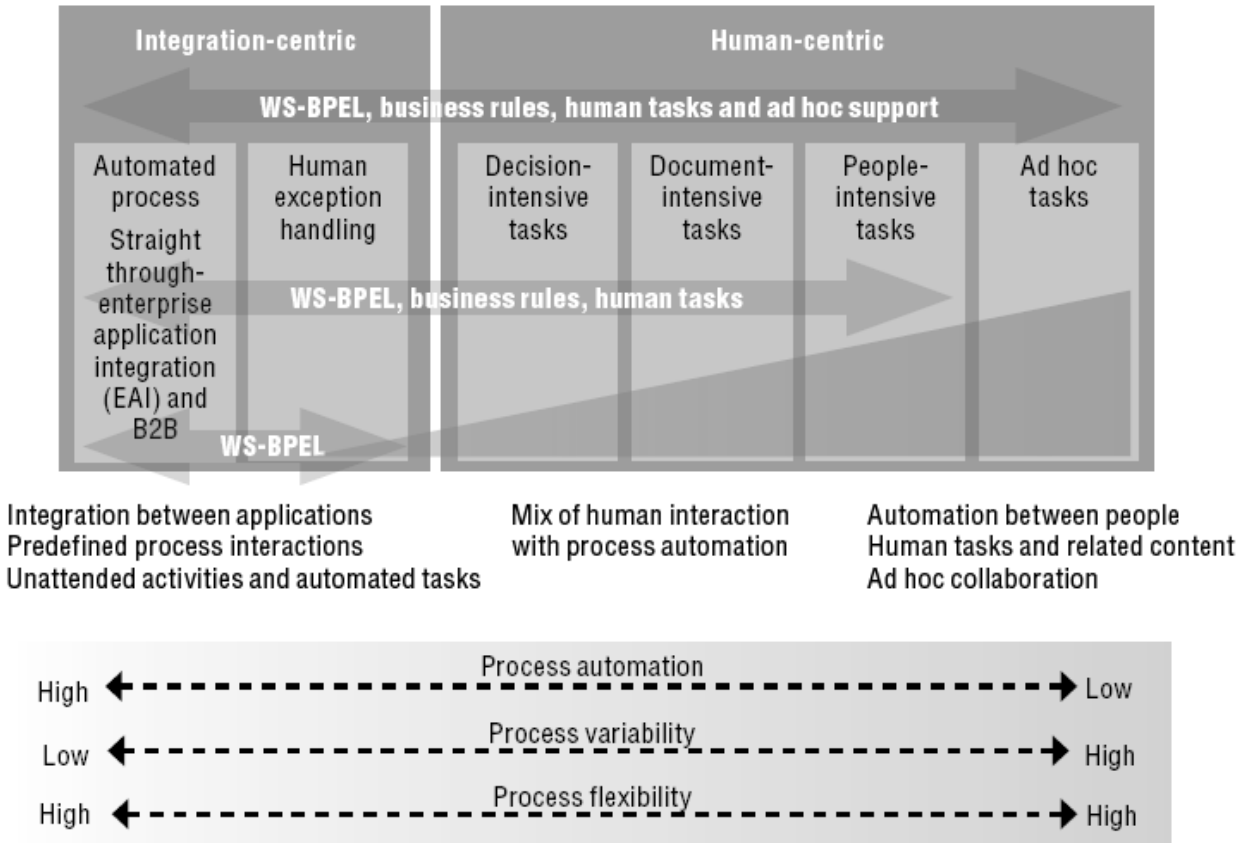 Integration-centric
Human-centric
WS-BPEL, business rules, human tasks and ad hoc support
Automated
process
Straight
through-
enterprise
application
integration
(EAI) and
B2B
Human
exception
handling
Decision-
intensive
tasks
Document-
intensive
tasks
People-
intensive
tasks
Ad hoc
tasks
WS-BPEL, business rules, human tasks
WS-BPEL
Integration between applications
Predefined process interactions
Unattended activities and automated tasks
Mix of human interaction
with process automation
Automation between people
Human tasks and related content
Ad hoc collaboration
High Process automation Low
Low Process variability High
High Process flexibility High